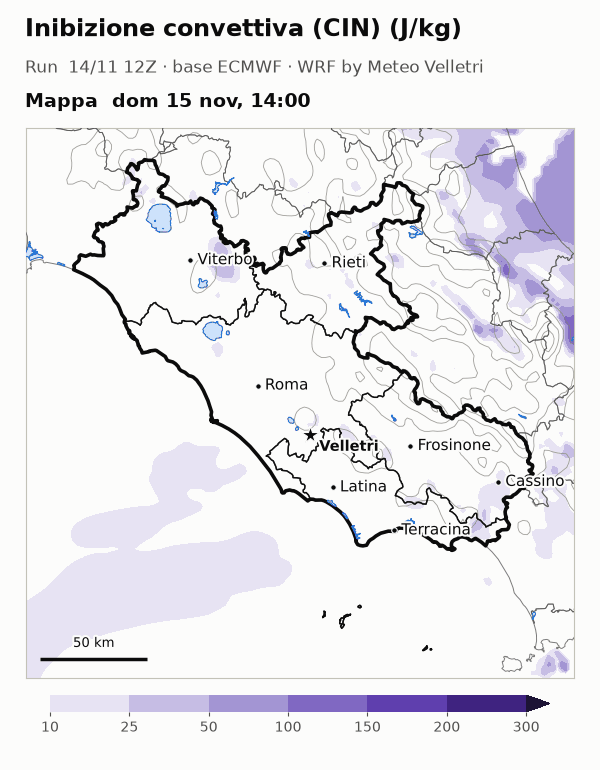 Inibizione convettiva (CIN) (J/kg)
Run 14/11 12Z · base ECMWF · WRF by Meteo Velletri
Mappa dom 15 nov, 14:00
Viterbo
Rieti
Roma
Velletri
Frosinone
Cassino
Latina
Terracina
50 km
10 25 50 100 150 200 300